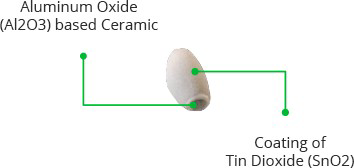 Aluminum Oxide
(Al2O3) based Ceramic
Coating of
Tin Dioxide (SnO2)